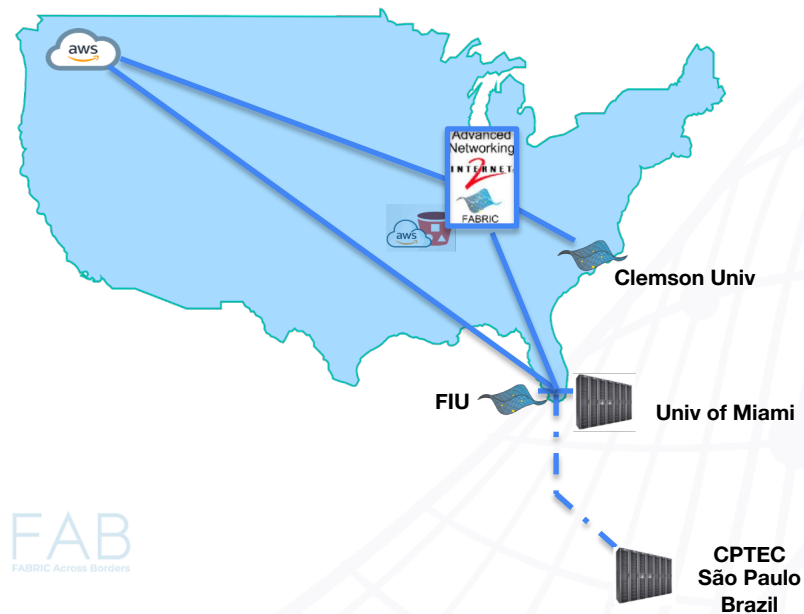 aws
Advanced
Networking
INTERNET
2
FABRIC
aws
Clemson Univ
FIU
Univ of Miami
FAB
FABRIC Across Borders
CPTEC
São Paulo
Brazil